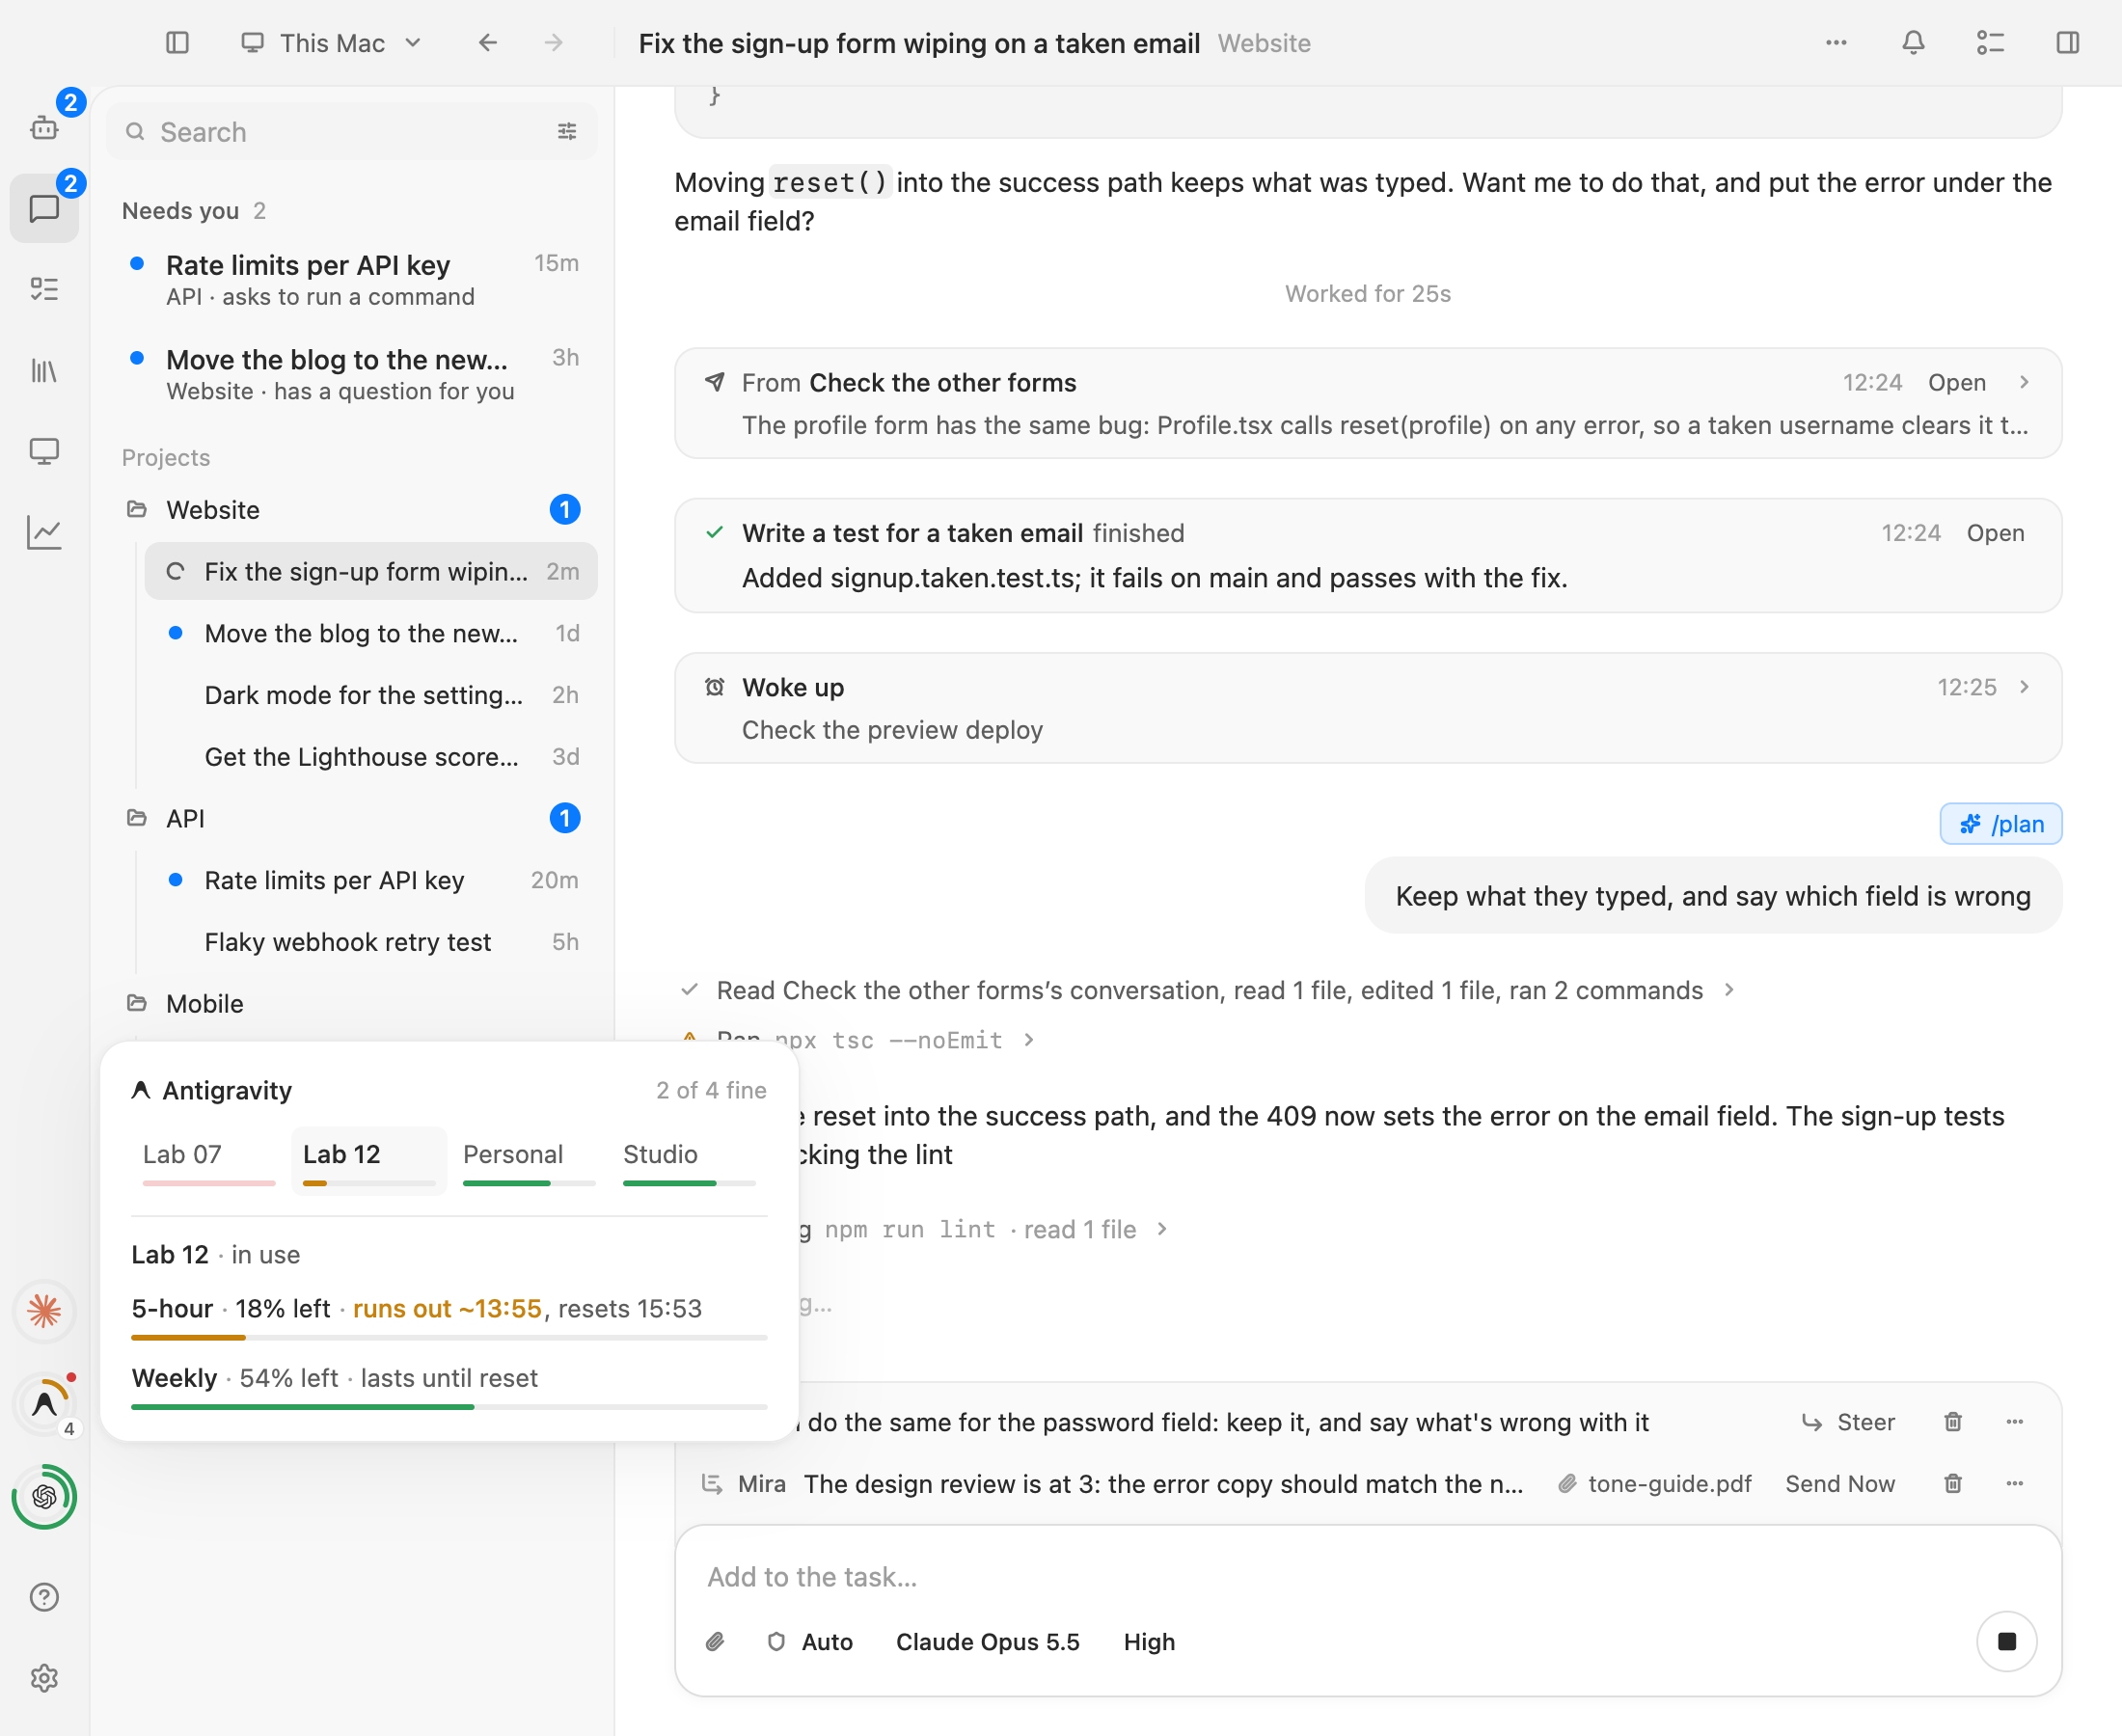 This Mac
Fix the sign-up form wiping on a taken email Website
2
2
Search
Needs you 2
Rate limits per API key 15m
API · asks to run a command
Move the blog to the new... 3h
Website · has a question for you
Projects
Website 1
Fix the sign-up form wipin... 2m
Move the blog to the new... 1d
Dark mode for the setting... 2h
Get the Lighthouse score... 3d
API 1
Rate limits per API key 20m
Flaky webhook retry test 5h
Mobile
Antigravity 2 of 4 fine
Lab 07 Lab 12 Personal Studio
Lab 12 · in use
5-hour · 18% left · runs out ~13:55, resets 15:53
Weekly · 54% left · lasts until reset
4
}
Moving reset() into the success path keeps what was typed. Want me to do that, and put the error under the
email field?
Worked for 25s
From Check the other forms 12:24 Open
The profile form has the same bug: Profile.tsx calls reset(profile) on any error, so a taken username clears it t...
Write a test for a taken email finished 12:24 Open
Added signup.taken.test.ts; it fails on main and passes with the fix.
Woke up 12:25
Check the preview deploy
/plan
Keep what they typed, and say which field is wrong
Read Check the other forms's conversation, read 1 file, edited 1 file, ran 2 commands
Ran npx tsc --noEmit
reset into the success path, and the 409 now sets the error on the email field. The sign-up tests
the lint
npm run lint · read 1 file
do the same for the password field: keep it, and say what's wrong with it Steer
Mira The design review is at 3: the error copy should match the n... tone-guide.pdf Send Now
Add to the task...
Auto Claude Opus 5.5 High